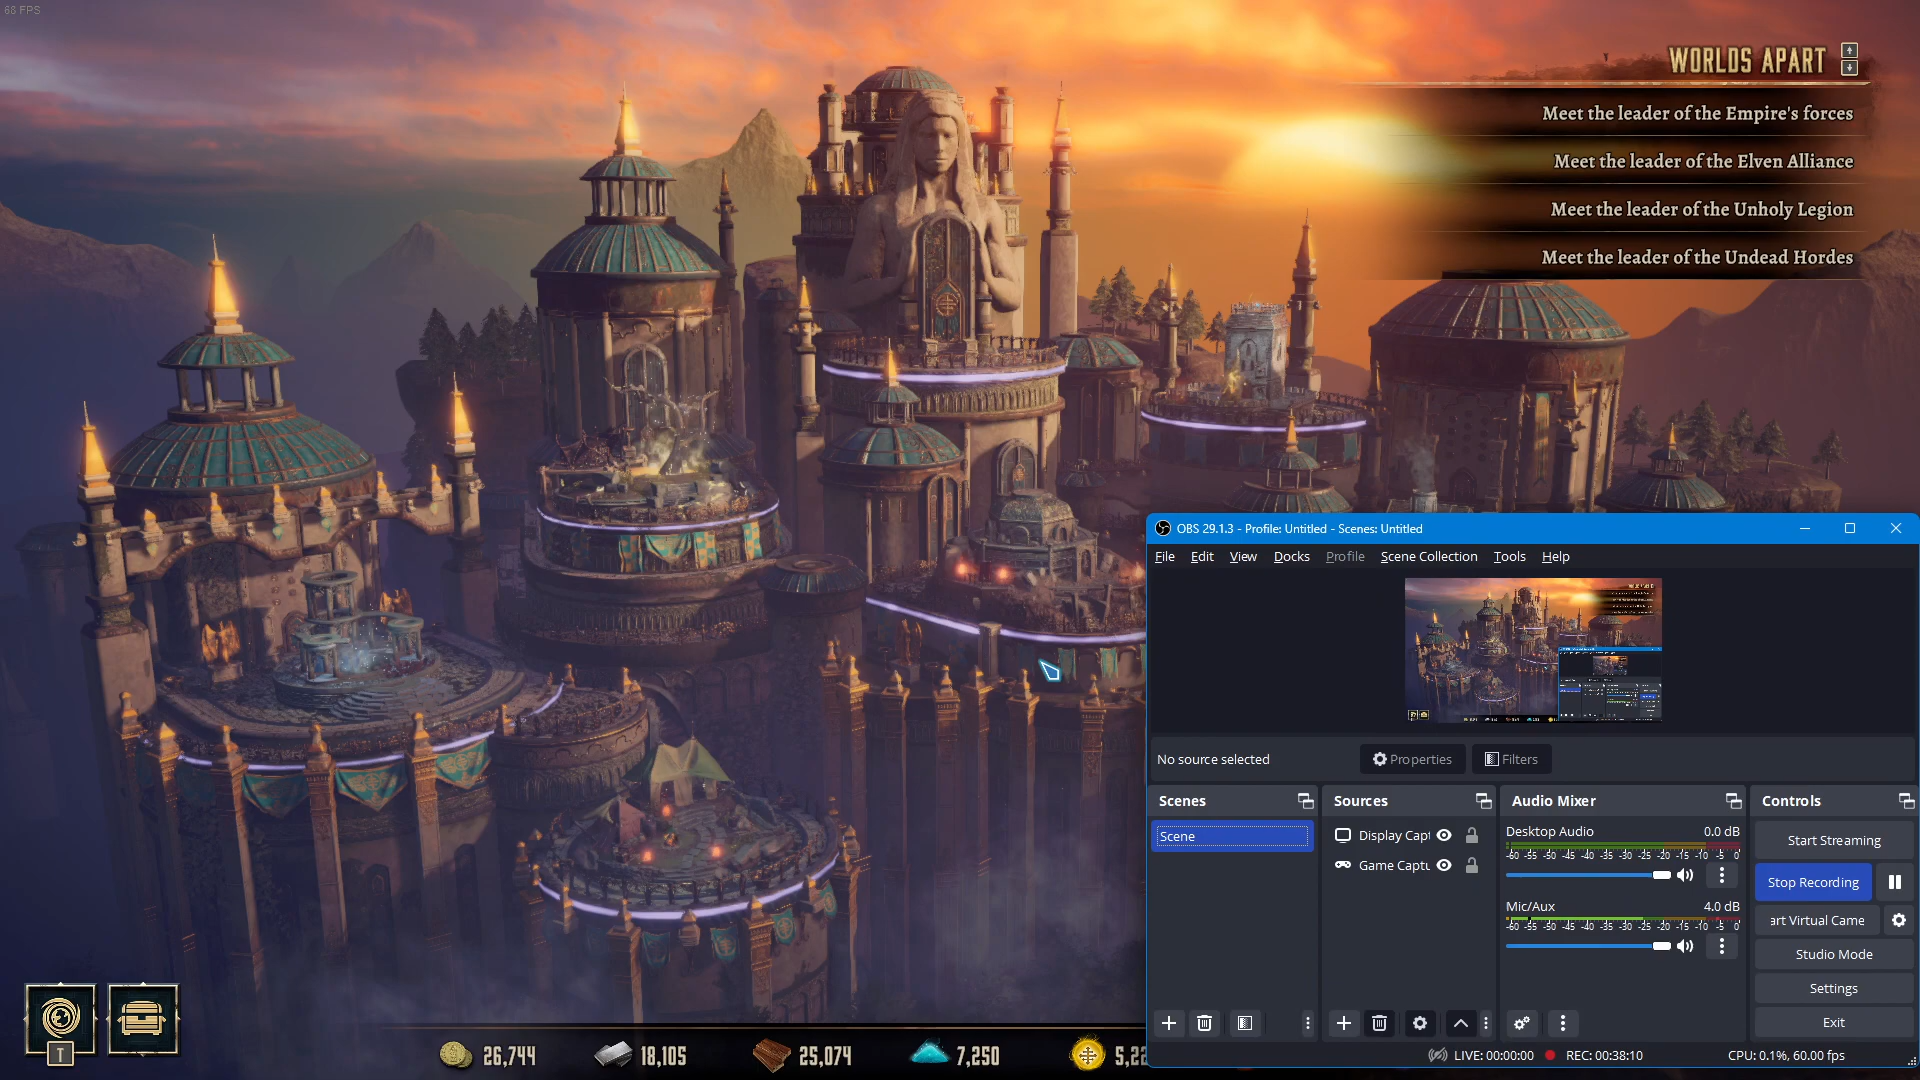 68 FPS
WORLDS APART
Meet the leader of the Empire's forces
Meet the leader of the Elven Alliance
Meet the leader of the Unholy Legion
Meet the leader of the Undead Hordes
OBS 29.1.3 - Profile: Untitled - Scenes: Untitled
File Edit View Docks Profile Scene Collection Tools Help
No source selected Properties Filters
Scenes Sources Audio Mixer Controls
Scene
Display Capt
Game Captu
Desktop Audio 0.0 dB
-60 -55 -50 -45 -40 -35 -30 -25 -20 -15 -10 -5 0
Mic/Aux 4.0 dB
-60 -55 -50 -45 -40 -35 -30 -25 -20 -15 -10 -5 0
Start Streaming
Stop Recording
art Virtual Came
Studio Mode
Settings
Exit
LIVE: 00:00:00 REC: 00:38:10 CPU: 0.1%, 60.00 fps
T
26,744 18,105 25,074 7,250 5,22